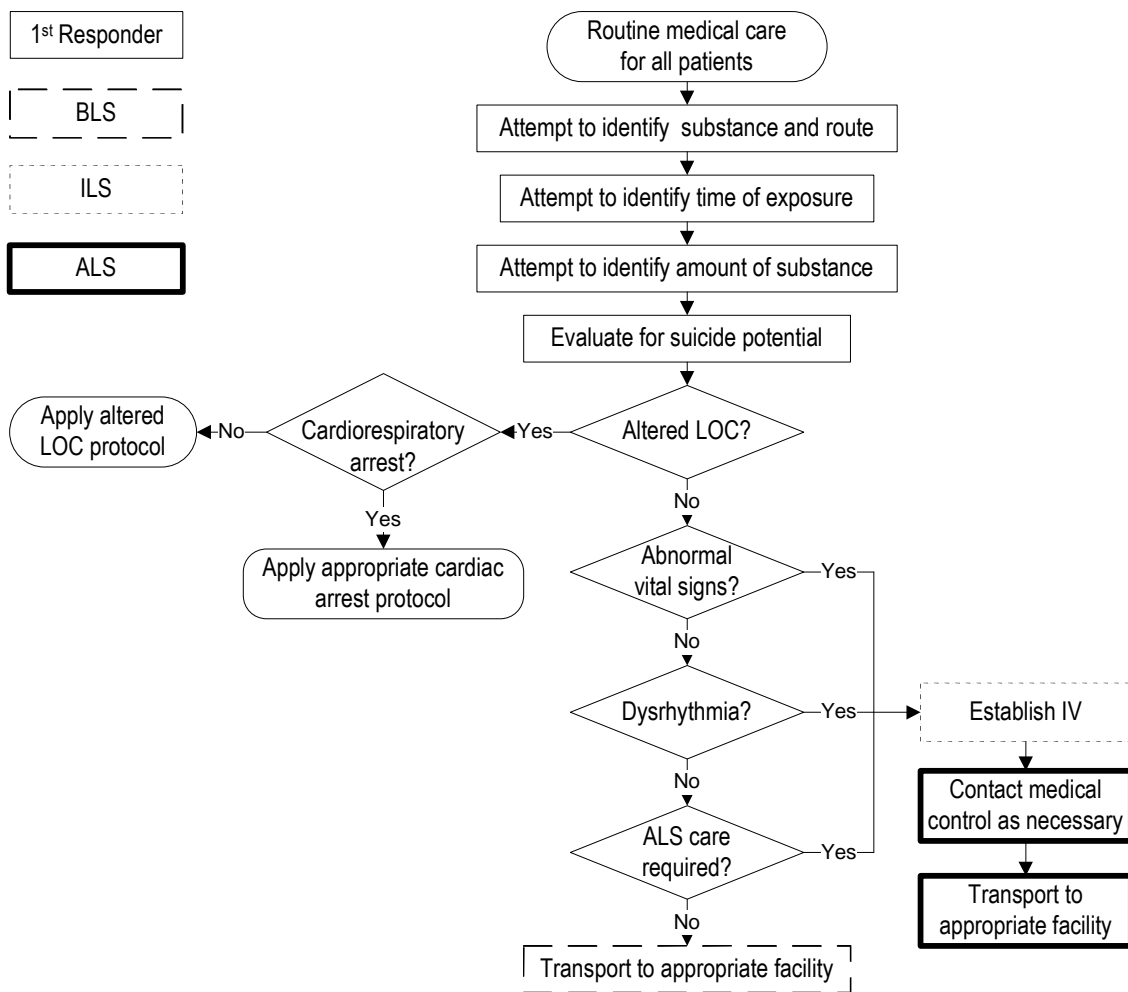 1st Responder
BLS
ILS
ALS
Routine medical care
for all patients
Attempt to identify substance and route
Attempt to identify time of exposure
Attempt to identify amount of substance
Evaluate for suicide potential
Altered LOC?
Yes
Cardiorespiratory
arrest?
No
Apply altered
LOC protocol
Yes
Apply appropriate cardiac
arrest protocol
No
Abnormal
vital signs?
Yes
No
Dysrhythmia?
Yes
No
ALS care
required?
Yes
No
Transport to appropriate facility
Establish IV
Contact medical
control as necessary
Transport to
appropriate facility